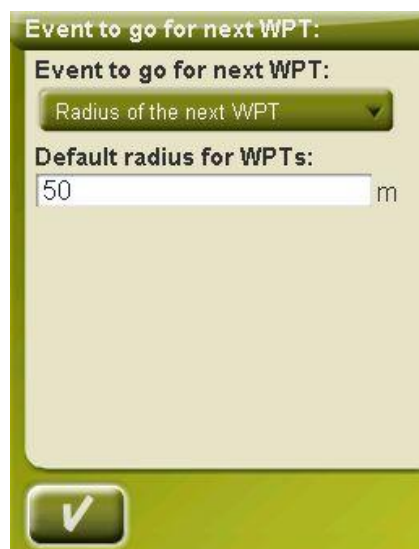 Event to go for next WPT:
Event to go for next WPT:
Radius of the next WPT
Default radius for WPTs:
50 m